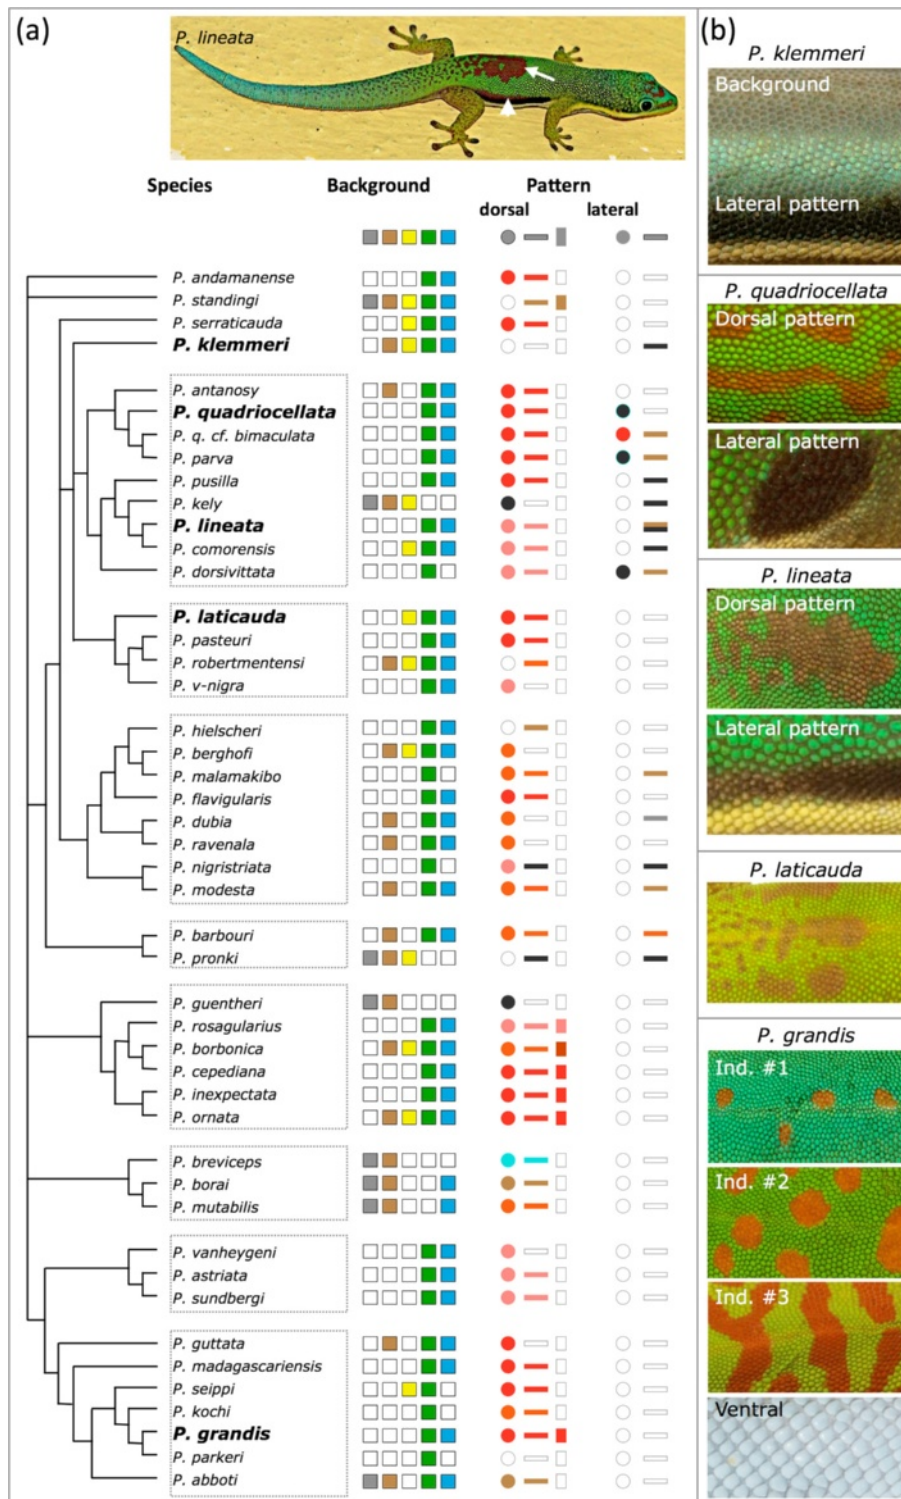 (a)
P. lineata
Species
Background
Pattern
dorsal
lateral
P. andamanense
P. standingi
P. serraticauda
P. klemmeri
P. antanosy
P. quadriocellata
P. q. cf. bimaculata
P. parva
P. pusilla
P. kely
P. lineata
P. comorensis
P. dorsivittata
P. laticauda
P. pasteuri
P. robertmentensi
P. v-nigra
P. hielscheri
P. berghofi
P. malamakibo
P. flavigularis
P. dubia
P. ravenala
P. nigristriata
P. modesta
P. barbouri
P. pronki
P. guentheri
P. rosagularius
P. borbonica
P. cepediana
P. inexpectata
P. ornata
P. breviceps
P. borai
P. mutabilis
P. vanheygeni
P. astriata
P. sundbergi
P. guttata
P. madagascariensis
P. seippi
P. kochi
P. grandis
P. parkeri
P. abboti
(b)
P. klemmeri
Background
Lateral pattern
P. quadriocellata
Dorsal pattern
Lateral pattern
P. lineata
Dorsal pattern
Lateral pattern
P. laticauda
P. grandis
Ind. #1
Ind. #2
Ind. #3
Ventral